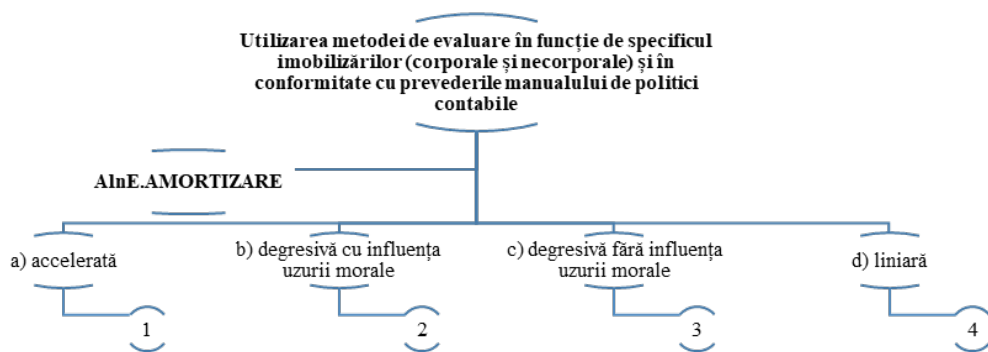 Utilizarea metodei de evaluare în funcție de specificul
imobilizărilor (corporale și necorporale) și în
conformitate cu prevederile manualului de politici
contabile
AlnE.AMORTIZARE
a) accelerată
b) degresivă cu influența
uzurii morale
c) degresivă fără influența
uzurii morale
d) liniară
1
2
3
4